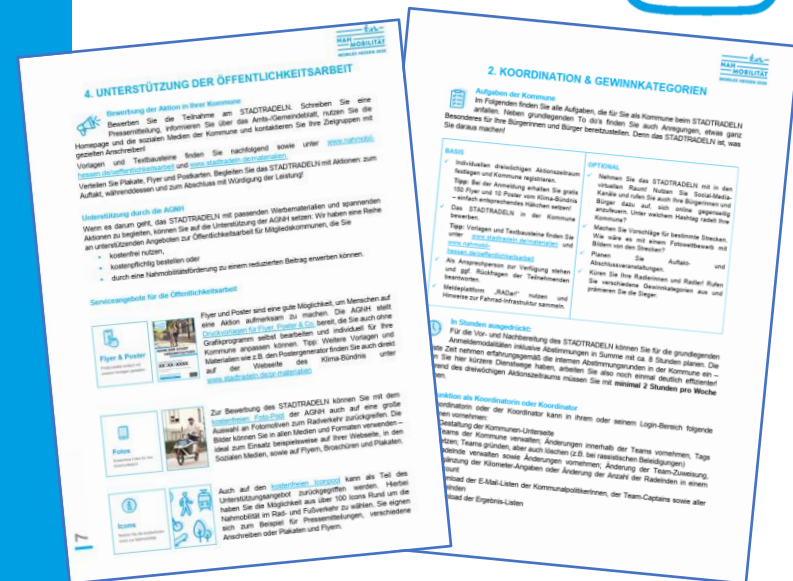 NAH
MOBILITÄT
MOBILES HESSEN 2030
4. UNTERSTÜTZUNG DER ÖFFENTLICHKEITSARBEIT
Bewerbung der Aktion in Ihrer Kommune
Bewerben Sie die Teilnahme am STADTRADELN. Schreiben Sie eine
Pressemitteilung, informieren Sie über das Amts-/Gemeindeblatt, nutzen Sie die
Homepage und die sozialen Medien der Kommune und kontaktieren Sie Ihre Zielgruppen mit
gezielten Anschreiben!
Vorlagen und Textbausteine finden Sie nachfolgend sowie unter www.nahmobil-
hessen.de/oeffentlichkeitsarbeit und www.stadtradeln.de/materialien.
Verteilen Sie Plakate, Flyer und Postkarten. Begleiten Sie das STADTRADELN mit Aktionen: zum
Auftakt, währenddessen und zum Abschluss mit Würdigung der Leistung!
Unterstützung durch die AGNH
Wenn es darum geht, das STADTRADELN mit passenden Werbematerialien und spannenden
Aktionen zu begleiten, können Sie auf die Unterstützung der AGNH setzen: Wir haben eine Reihe
an unterstützenden Angeboten zur Öffentlichkeitsarbeit für Mitgliedskommunen, die Sie
• kostenfrei nutzen,
• kostenpflichtig bestellen oder
• durch eine Nahmobilitätsförderung zu einem reduzierten Beitrag erwerben können.
Serviceangebote für die Öffentlichkeitsarbeit
Flyer & Poster
Flyer und Poster sind eine gute Möglichkeit, um Menschen auf
eine Aktion aufmerksam zu machen. Die AGNH stellt
Druckvorlagen für Flyer, Poster & Co. bereit, die Sie auch ohne
Grafikprogramm selbst bearbeiten und individuell für Ihre
Kommune anpassen können. Tipp: Weitere Vorlagen und
Materialien wie z.B. den Postergenerator finden Sie auch direkt
auf der Webseite des Klima-Bündnis unter
www.stadtradeln.de/pr-materialien
Fotos
Zur Bewerbung des STADTRADELN können Sie mit dem
kostenfreien Foto-Pool der AGNH auch auf eine große
Auswahl an Fotomotiven zum Radverkehr zurückgreifen. Die
Bilder können Sie in allen Medien und Formaten verwenden –
ideal zum Einsatz beispielsweise auf Ihrer Webseite, in den
Sozialen Medien, sowie auf Flyern, Broschüren und Plakaten.
Icons
Auch auf den kostenfreien Iconpool kann als Teil des
Unterstützungsangebot zurückgegriffen werden. Hierbei
haben Sie die Möglichkeit aus über 100 Icons Rund um die
Nahmobilität im Rad- und Fußverkehr zu wählen. Sie eignen
sich zum Beispiel für Pressemitteilungen, verschiedene
Anschreiben oder Plakaten und Flyern.
7
NAH
MOBILITÄT
MOBILES HESSEN 2030
2. KOORDINATION & GEWINNKATEGORIEN
Aufgaben der Kommune
Im Folgenden finden Sie alle Aufgaben, die für Sie als Kommune beim STADTRADELN
anfallen. Neben grundlegenden To do's finden Sie auch Anregungen, etwas ganz
Besonderes für Ihre Bürgerinnen und Bürger bereitzustellen. Denn das STADTRADELN ist, was
Sie daraus machen!
BASIS
✓ Individuellen dreiwöchigen Aktionszeitraum
festlegen und Kommune registrieren.
Tipp: Bei der Anmeldung erhalten Sie gratis
150 Flyer und 10 Poster vom Klima-Bündnis
– einfach entsprechendes Häkchen setzen!
✓ Das STADTRADELN in der Kommune
bewerben.
Tipp: Vorlagen und Textbausteine finden Sie
unter www.stadtradeln.de/materialien und
www.nahmobil-
hessen.de/oeffentlichkeitsarbeit
✓ Als Ansprechperson zur Verfügung stehen
und ggf. Rückfragen der Teilnehmenden
beantworten.
✓ Meldeplattform „RADar!“ nutzen und
Hinweise zur Fahrrad-Infrastruktur sammeln.
OPTIONAL
✓ Nehmen Sie das STADTRADELN mit in den
virtuellen Raum! Nutzen Sie Social-Media-
Kanäle und rufen Sie auch Ihre Bürgerinnen und
Bürger dazu auf, sich online gegenseitig
anzufeuern. Unter welchem Hashtag radelt Ihre
Kommune?
✓ Machen Sie Vorschläge für bestimmte Strecken.
Wie wäre es mit einem Fotowettbewerb mit
Bildern von den Strecken?
✓ Planen Sie Auftakt- und
Abschlussveranstaltungen.
✓ Küren Sie Ihre Radlerinnen und Radler! Rufen
Sie verschiedene Gewinnkategorien aus und
prämieren Sie die Sieger.
In Stunden ausgedrückt:
Für die Vor- und Nachbereitung des STADTRADELN können Sie für die grundlegenden
Anmeldemodalitäten inklusive Abstimmungen in Summe mit ca. 8 Stunden planen. Die
ste Zeit nehmen erfahrungsgemäß die internen Abstimmungsrunden in der Kommune ein –
n Sie hier kürzere Dienstwege haben, arbeiten Sie also noch einmal deutlich effizienter!
rend des dreiwöchigen Aktionszeitraums müssen Sie mit minimal 2 Stunden pro Woche
en.
unktion als Koordinatorin oder Koordinator
ordinatorin oder der Koordinator kann in ihrem oder seinem Login-Bereich folgende
en vornehmen:
Gestaltung der Kommunen-Unterseite
Teams der Kommune verwalten; Änderungen innerhalb der Teams vornehmen, Tags
etzen; Teams gründen, aber auch löschen (z.B. bei rassistischen Beleidigungen)
adelnde verwalten sowie Änderungen vornehmen; Änderung der Team-Zuweisung,
gänzung der Kilometer-Angaben oder Änderung der Anzahl der Radelnden in einem
count
wnload der E-Mail-Listen der KommunalpolitikerInnen, der Team-Captains sowie aller
elnden
nload der Ergebnis-Listen